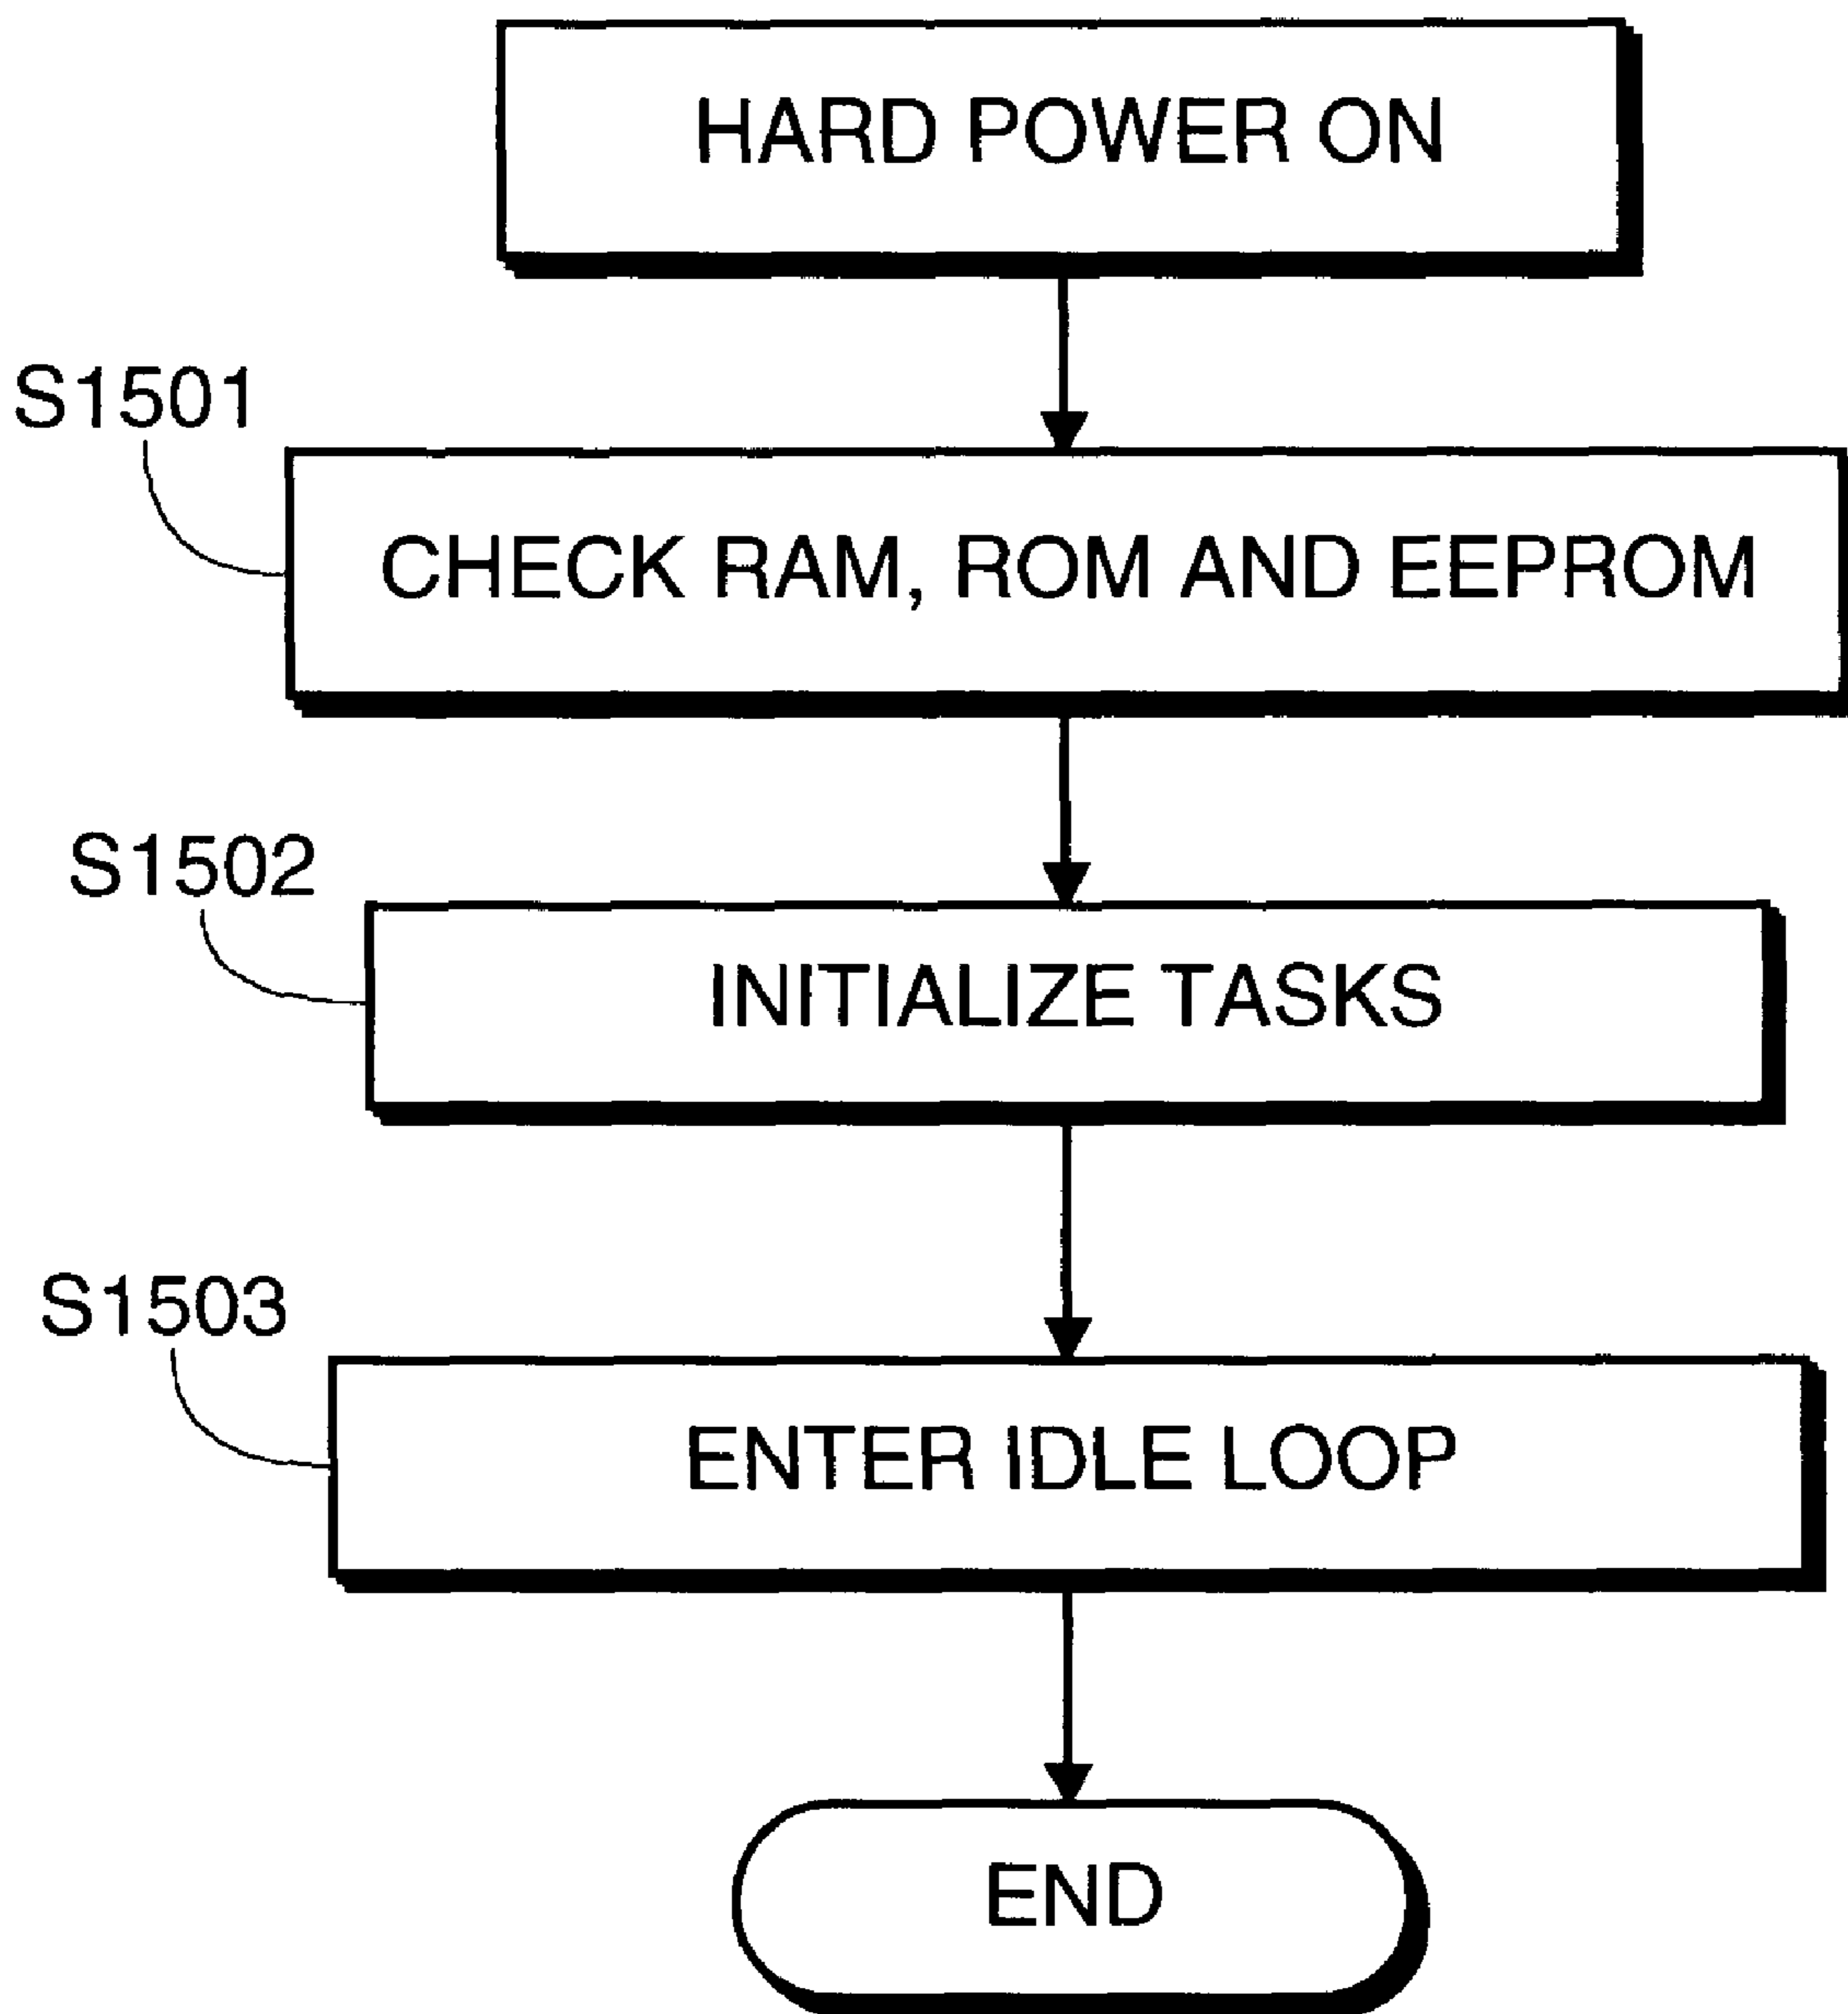 HARD POWER ON
S1501
CHECK RAM, ROM AND EEPROM
S1502
INITIALIZE TASKS
S1503
ENTER IDLE LOOP
END